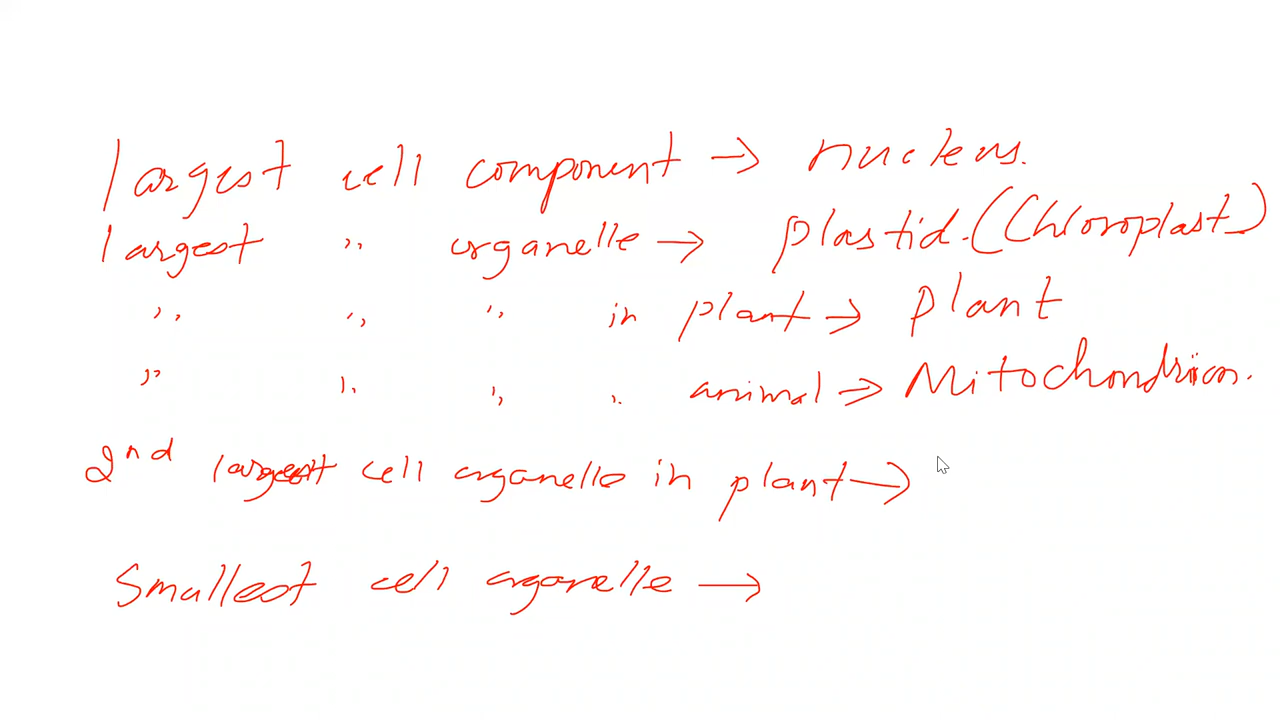 largest cell component → nucleus.
largest " organelle → plastid. (Chloroplast)
" " " in plant → plant
" " " " animal → Mitochondrion.
2nd largest cell organelle in plant →
Smallest cell organelle →